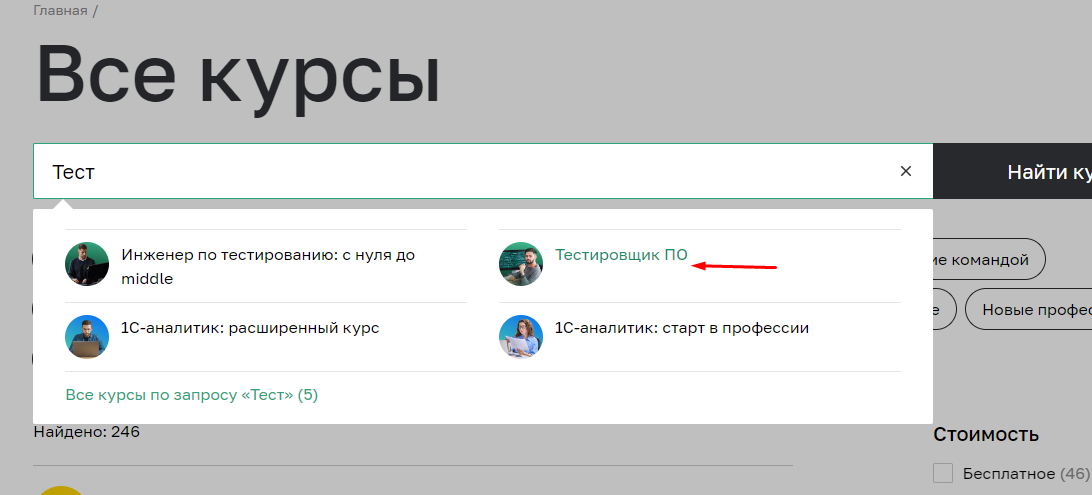 Главная /
Все курсы
Тест ×
Найти ку
Инженер по тестированию: с нуля до
middle
Тестировщик ПО
1С-аналитик: расширенный курс
1С-аналитик: старт в профессии
Все курсы по запросу «Тест» (5)
ие командой
е
Новые профес
Найдено: 246
Стоимость
Бесплатное (46)